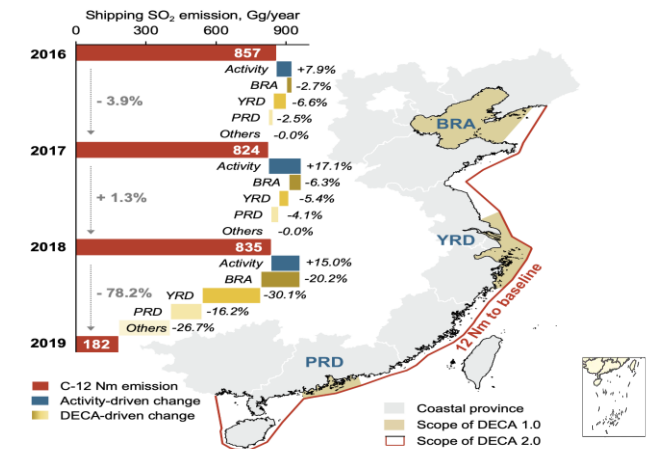 Shipping SO2 emission, Gg/year
0 300 600 900
2016 857
Activity +7.9%
BRA -2.7%
- 3.9%
YRD -6.6%
PRD -2.5%
Others -0.0%
2017 824
Activity +17.1%
BRA -6.3%
+ 1.3%
YRD -5.4%
PRD -4.1%
Others -0.0%
2018 835
Activity +15.0%
BRA -20.2%
- 78.2%
YRD -30.1%
PRD -16.2%
Others -26.7%
2019 182
C-12 Nm emission
Activity-driven change
DECA-driven change
BRA
YRD
PRD
12 Nm to baseline
Coastal province
Scope of DECA 1.0
Scope of DECA 2.0